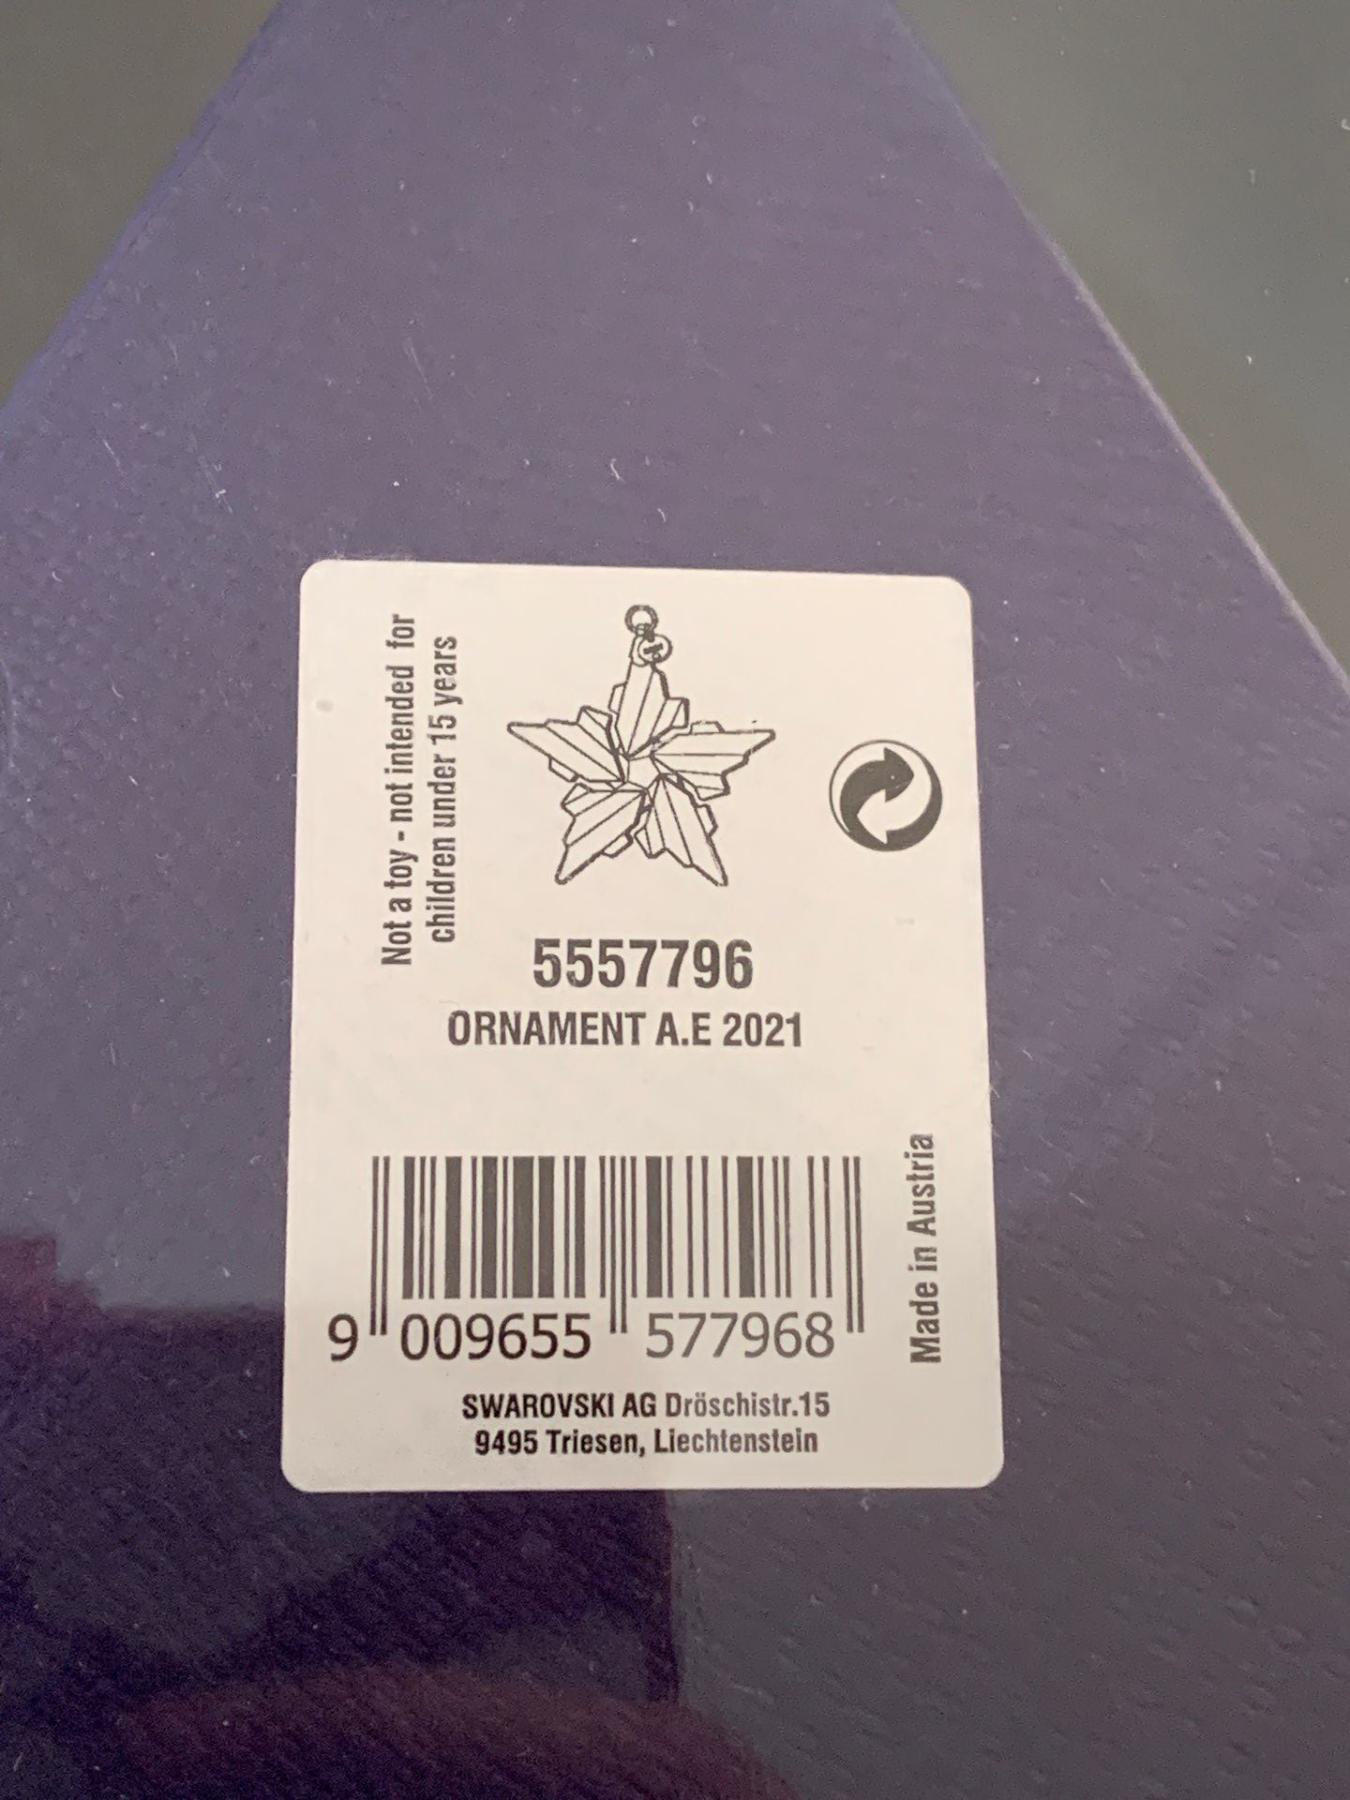 Not a toy - not intended for
children under 15 years
5557796
ORNAMENT A.E 2021
9 009655 577968
Made in Austria
SWAROVSKI AG Dröschistr.15
9495 Triesen, Liechtenstein